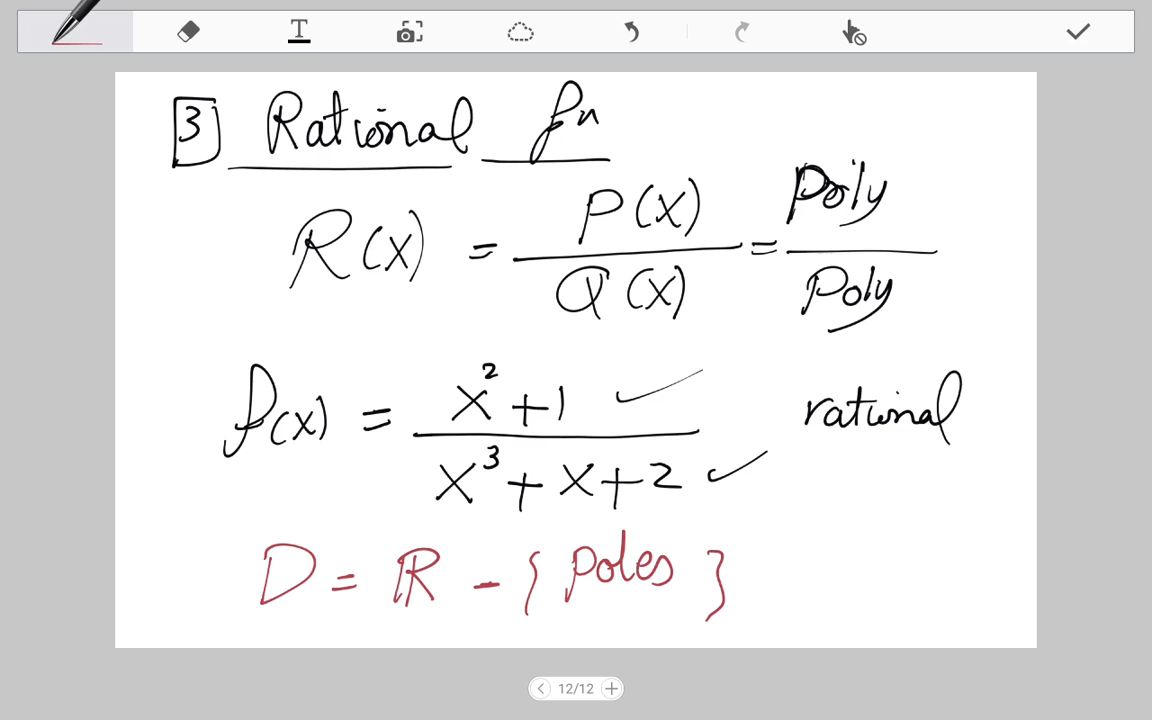 3 Rational fn
R(x) = P(x) / Q(x) = Poly / Poly
f(x) = x² + 1 / x³ + x + 2 rational
D = ℝ - { Poles }
T
12/12